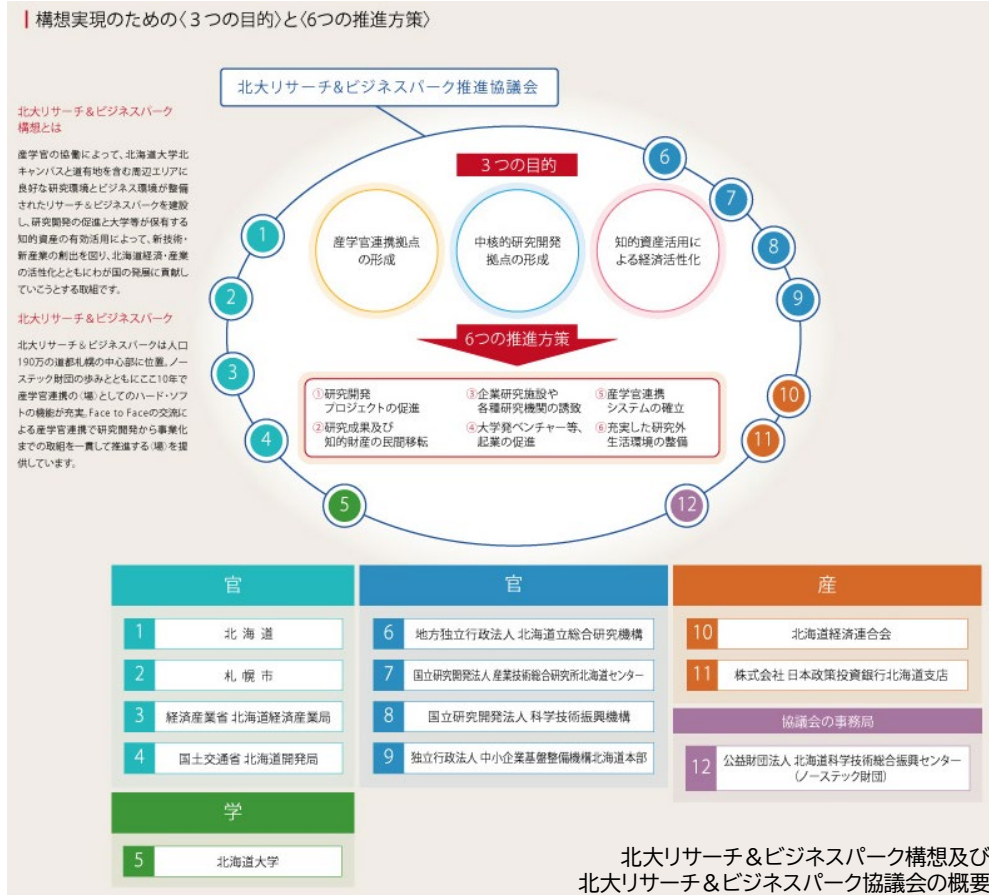 構想実現のための〈3つの目的〉と〈6つの推進方策〉
北大リサーチ&ビジネスパーク推進協議会
北大リサーチ&ビジネスパーク
構想とは
産学官の協働によって、北海道大学北
キャンパスと道有地を含む周辺エリアに
良好な研究環境とビジネス環境が整備
されたリサーチ&ビジネスパークを建設
し、研究開発の促進と大学等が保有する
知的資産の有効活用によって、新技術・
新産業の創出を図り、北海道経済・産業
の活性化とともにわが国の発展に貢献し
ていこうとする取組です。
北大リサーチ&ビジネスパーク
北大リサーチ&ビジネスパークは人口
190万の道都札幌の中心部に位置。ノー
ステック財団の歩みとともにここ10年で
産学官連携の〈場〉としてのハード・ソフ
トの機能が充実。Face to Faceの交流に
よる産学官連携で研究開発から事業化
までの取組を一貫して推進する〈場〉を提
供しています。
3つの目的
産学官連携拠点
の形成
中核的研究開発
拠点の形成
知的資産活用に
よる経済活性化
6つの推進方策
①研究開発
プロジェクトの促進
②研究成果及び
知的財産の民間移転
③企業研究施設や
各種研究機関の誘致
④大学発ベンチャー等、
起業の促進
⑤産学官連携
システムの確立
⑥充実した研究外
生活環境の整備
1
2
3
4
5
6
7
8
9
10
11
12
官
1 北海道
2 札幌市
3 経済産業省 北海道経済産業局
4 国土交通省 北海道開発局
学
5 北海道大学
官
6 地方独立行政法人 北海道立総合研究機構
7 国立研究開発法人 産業技術総合研究所北海道センター
8 国立研究開発法人 科学技術振興機構
9 独立行政法人 中小企業基盤整備機構北海道本部
産
10 北海道経済連合会
11 株式会社 日本政策投資銀行北海道支店
協議会の事務局
12 公益財団法人 北海道科学技術総合振興センター
(ノーステック財団)
北大リサーチ&ビジネスパーク構想及び
北大リサーチ&ビジネスパーク協議会の概要